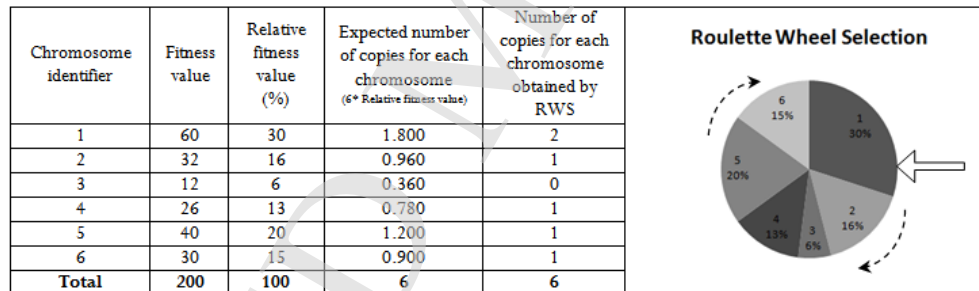 Chromosome identifier
Fitness value
Relative fitness value (%)
Expected number of copies for each chromosome (6* Relative fitness value)
Number of copies for each chromosome obtained by RWS
1 60 30 1.800 2
2 32 16 0.960 1
3 12 6 0.360 0
4 26 13 0.780 1
5 40 20 1.200 1
6 30 15 0.900 1
Total 200 100 6 6
Roulette Wheel Selection
6
15%
1
30%
5
20%
2
16%
4
13%
3
6%